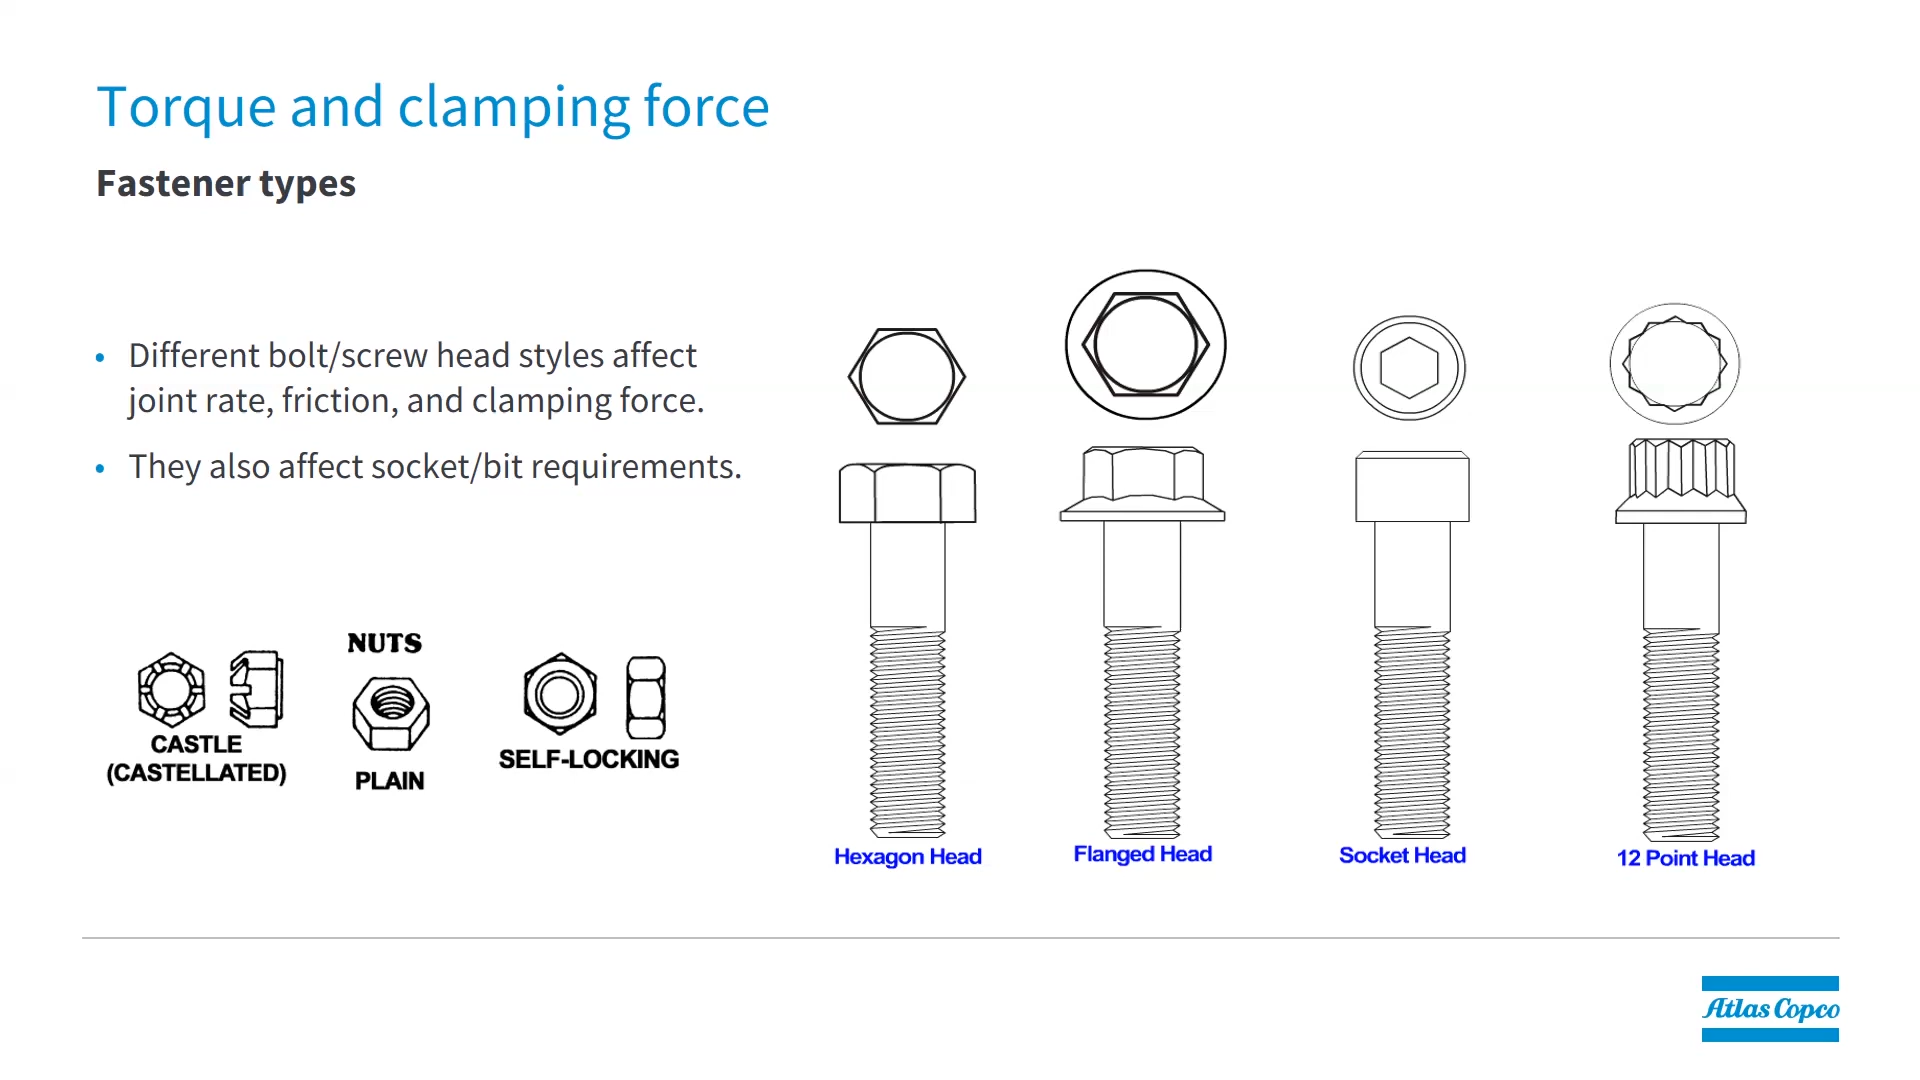 Torque and clamping force
Fastener types
• Different bolt/screw head styles affect
joint rate, friction, and clamping force.
• They also affect socket/bit requirements.
NUTS
CASTLE
(CASTELLATED)
PLAIN
SELF-LOCKING
Hexagon Head
Flanged Head
Socket Head
12 Point Head
Atlas Copco